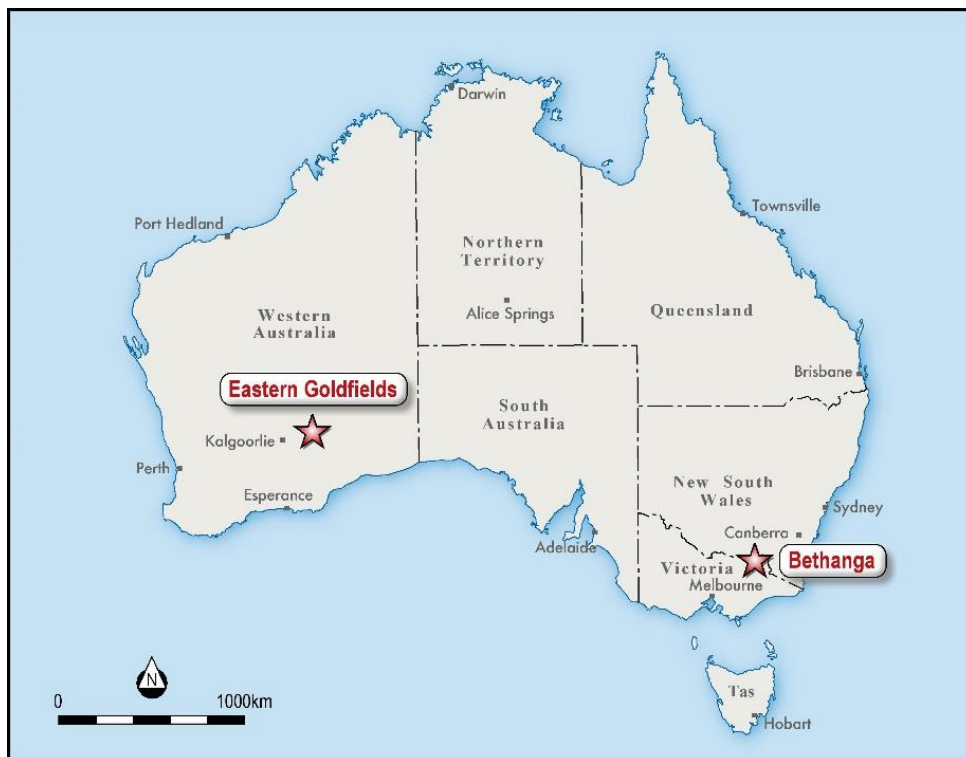 Darwin
Townsville
Port Hedland
Northern
Territory
Alice Springs
Western
Australia
Queensland
Brisbane
Eastern Goldfields
South
Australia
Kalgoorlie
Perth
Esperance
New South
Wales
Sydney
Canberra
Adelaide
Bethanga
Victoria
Melbourne
N
0
1000km
Tas
Hobart